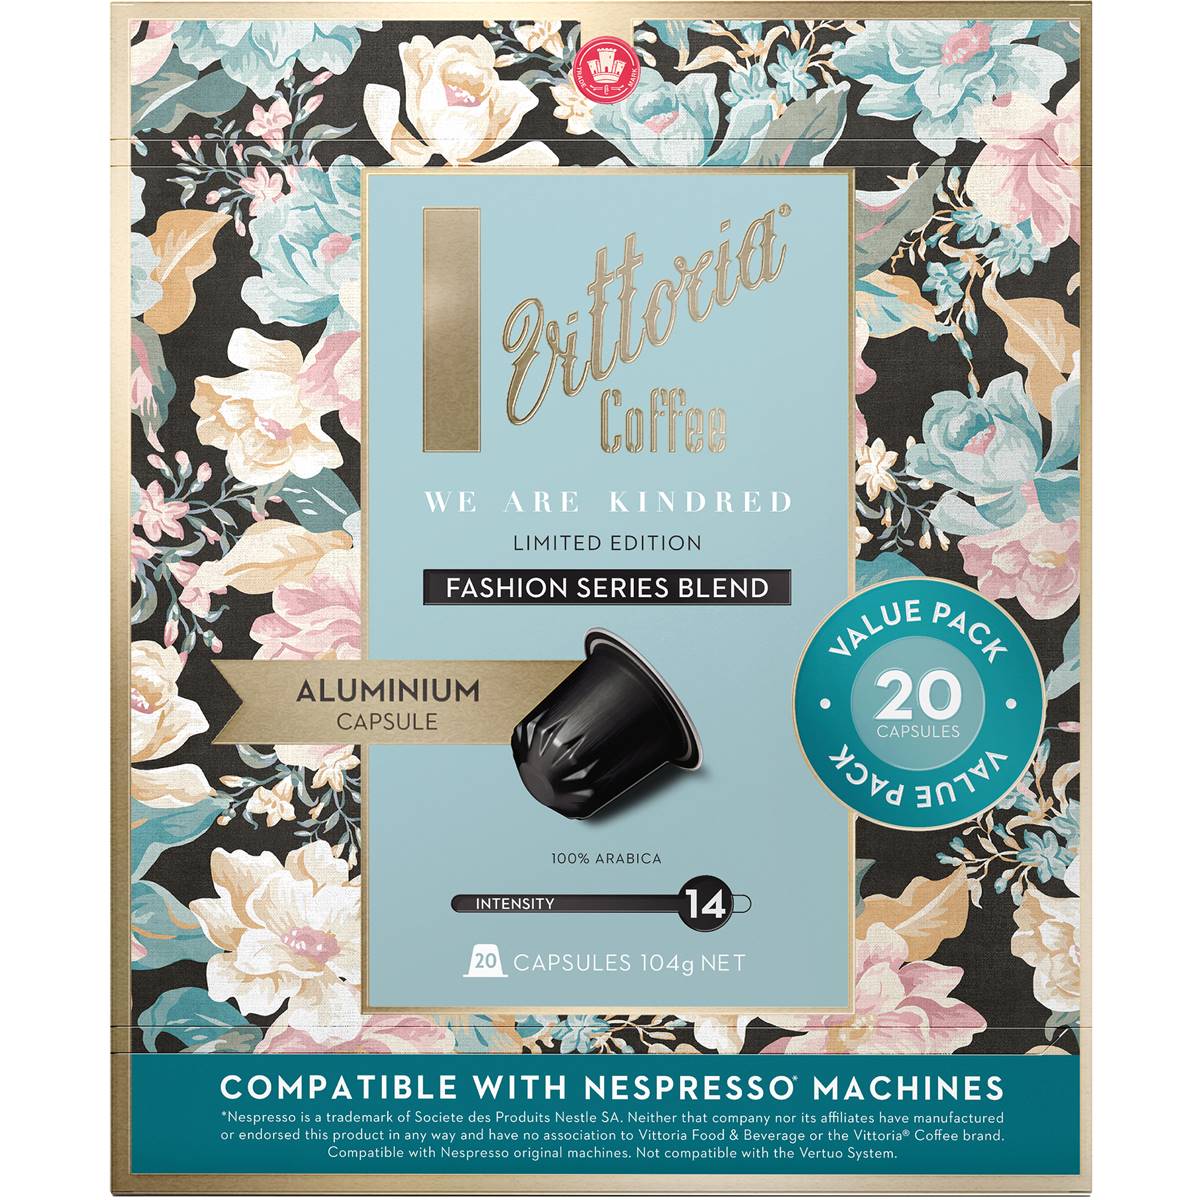 TRADE MARK
Vittoria®
Coffee
WE ARE KINDRED
LIMITED EDITION
FASHION SERIES BLEND
ALUMINIUM
CAPSULE
VALUE PACK
20
CAPSULES
VALUE PACK
100% ARABICA
INTENSITY 14
20 CAPSULES 104g NET
COMPATIBLE WITH NESPRESSO* MACHINES
*Nespresso is a trademark of Societe des Produits Nestle SA. Neither that company nor its affiliates have manufactured
or endorsed this product in any way and have no association to Vittoria Food & Beverage or the Vittoria® Coffee brand.
Compatible with Nespresso original machines. Not compatible with the Vertuo System.